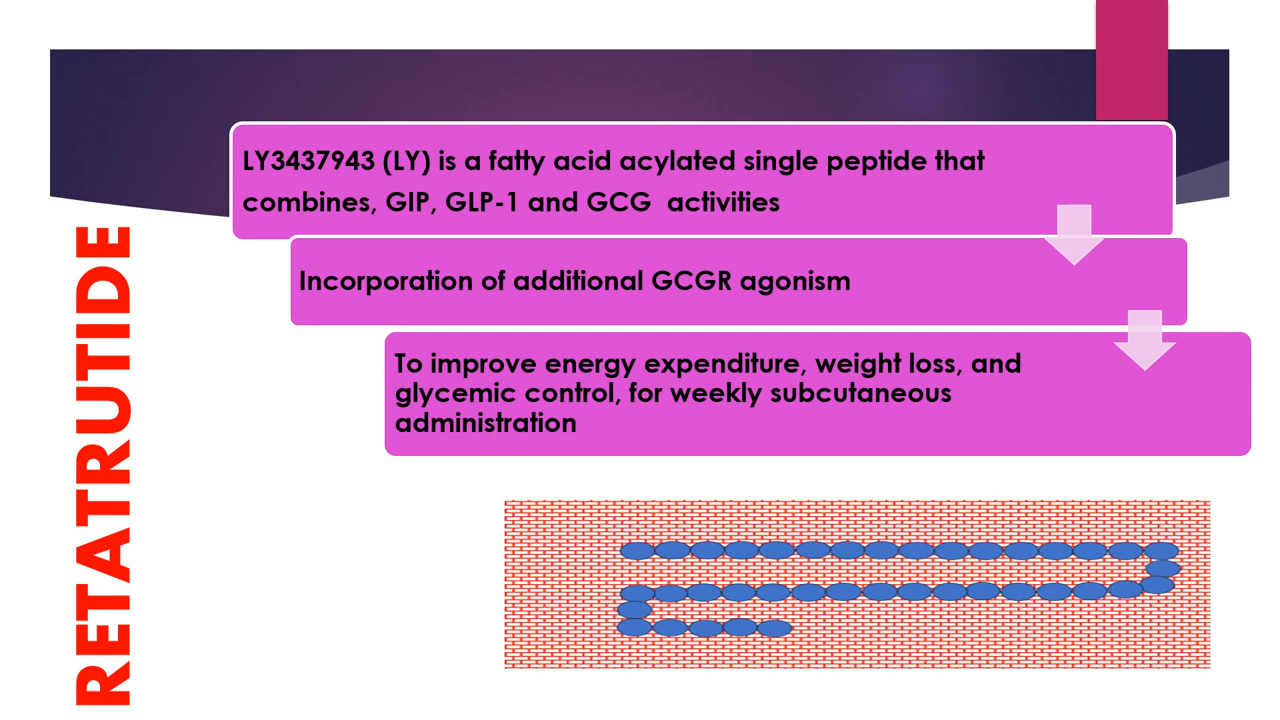 RETATRUTIDE
LY3437943 (LY) is a fatty acid acylated single peptide that
combines, GIP, GLP-1 and GCG  activities
Incorporation of additional GCGR agonism
To improve energy expenditure, weight loss, and
glycemic control, for weekly subcutaneous
administration